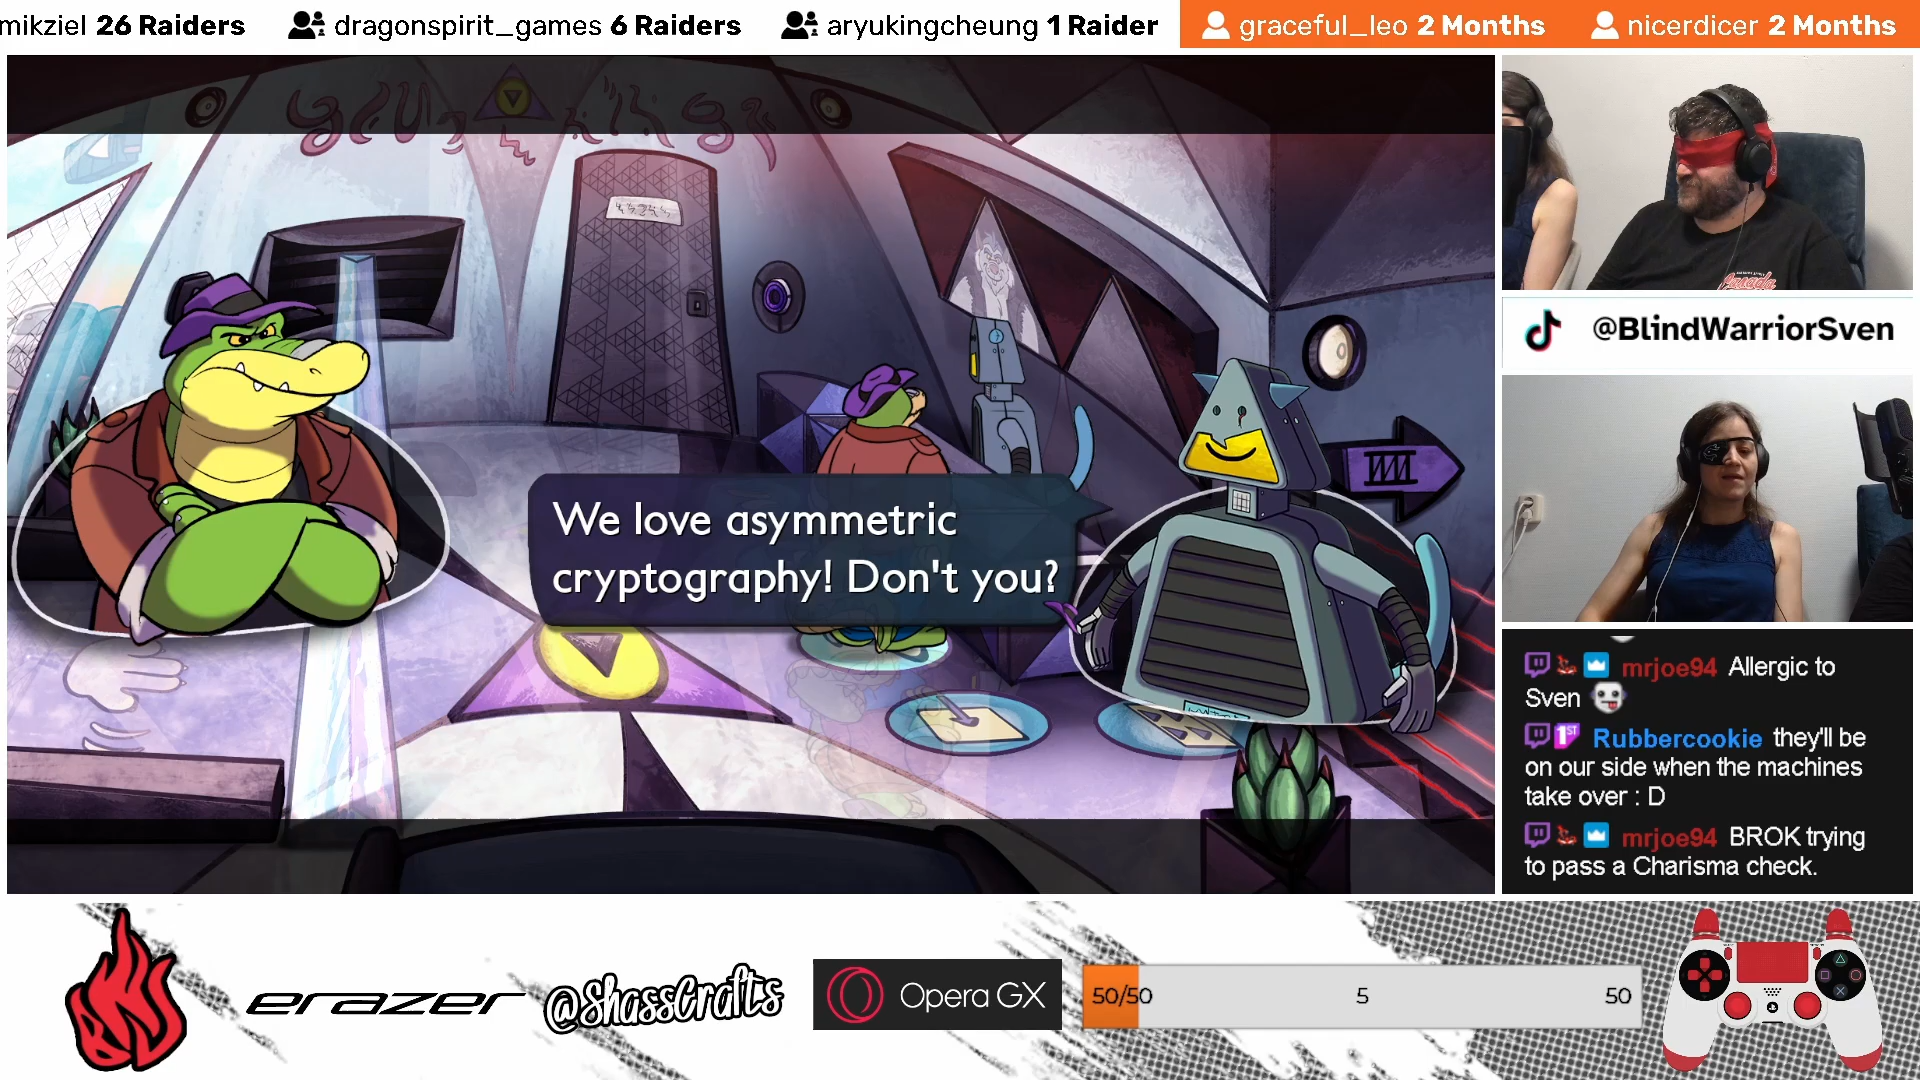 mikziel 26 Raiders dragonspirit_games 6 Raiders aryukingcheung 1 Raider graceful_leo 2 Months nicerdicer 2 Months
We love asymmetric
cryptography! Don't you?
@BlindWarriorSven
mrjoe94 Allergic to
Sven
1ST Rubbercookie they'll be
on our side when the machines
take over : D
mrjoe94 BROK trying
to pass a Charisma check.
BWS
erazer
@ShassCrafts
Opera GX
50/50 5 50